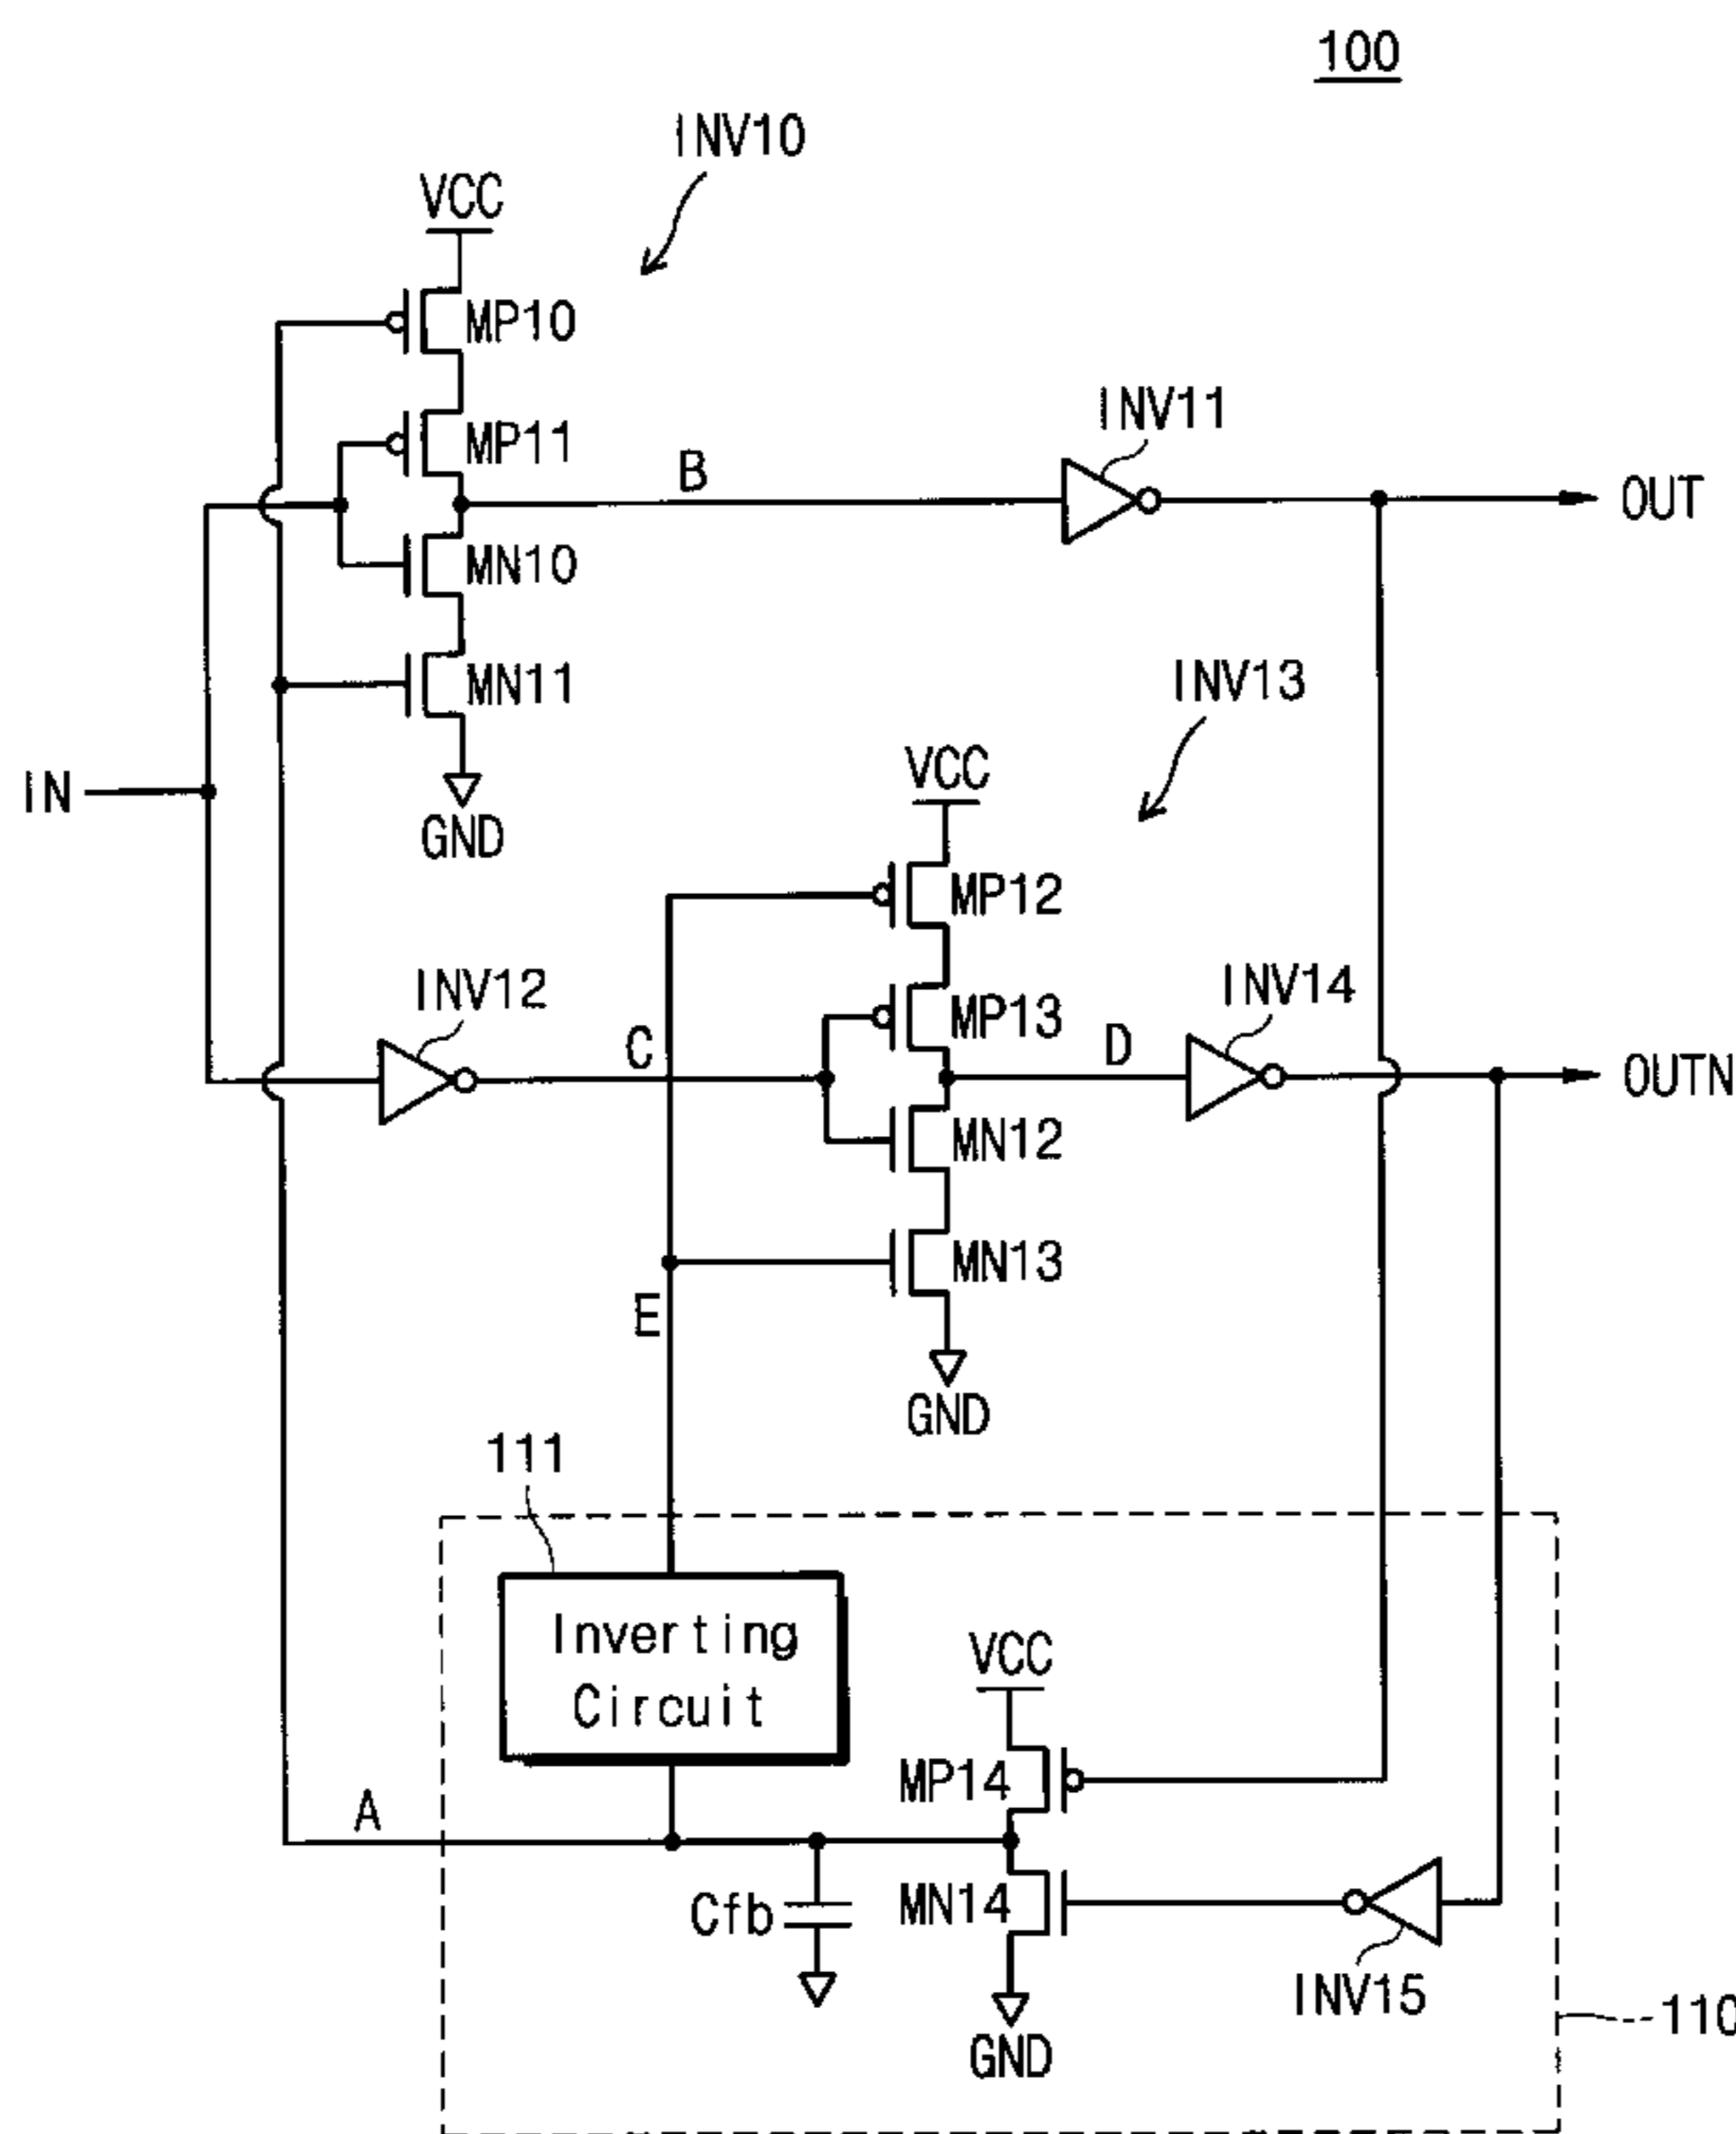 100
INV10
VCC
MP10
MP11
INV11
B
OUT
MN10
MN11
INV13
IN
GND
VCC
MP12
INV12
INV14
MP13
C
D
OUTN
MN12
MN13
E
GND
111
Inverting
Circuit
VCC
MP14
A
Cfb
MN14
INV15
110
GND